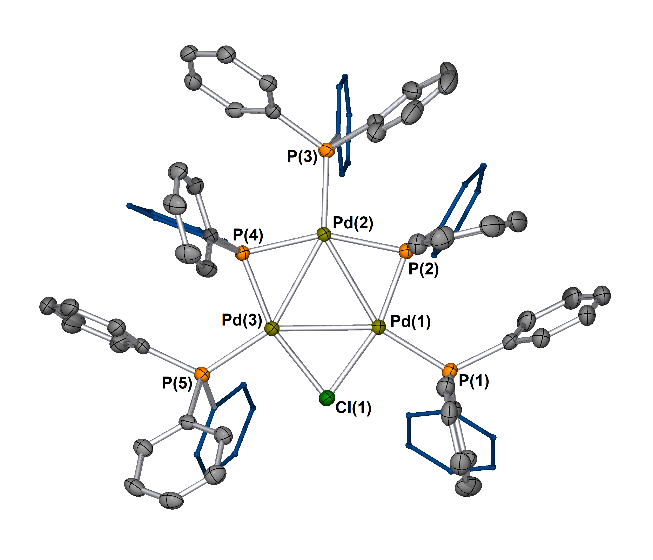 P(3)
Pd(2)
P(4)
P(2)
Pd(3)
Pd(1)
P(5)
P(1)
Cl(1)